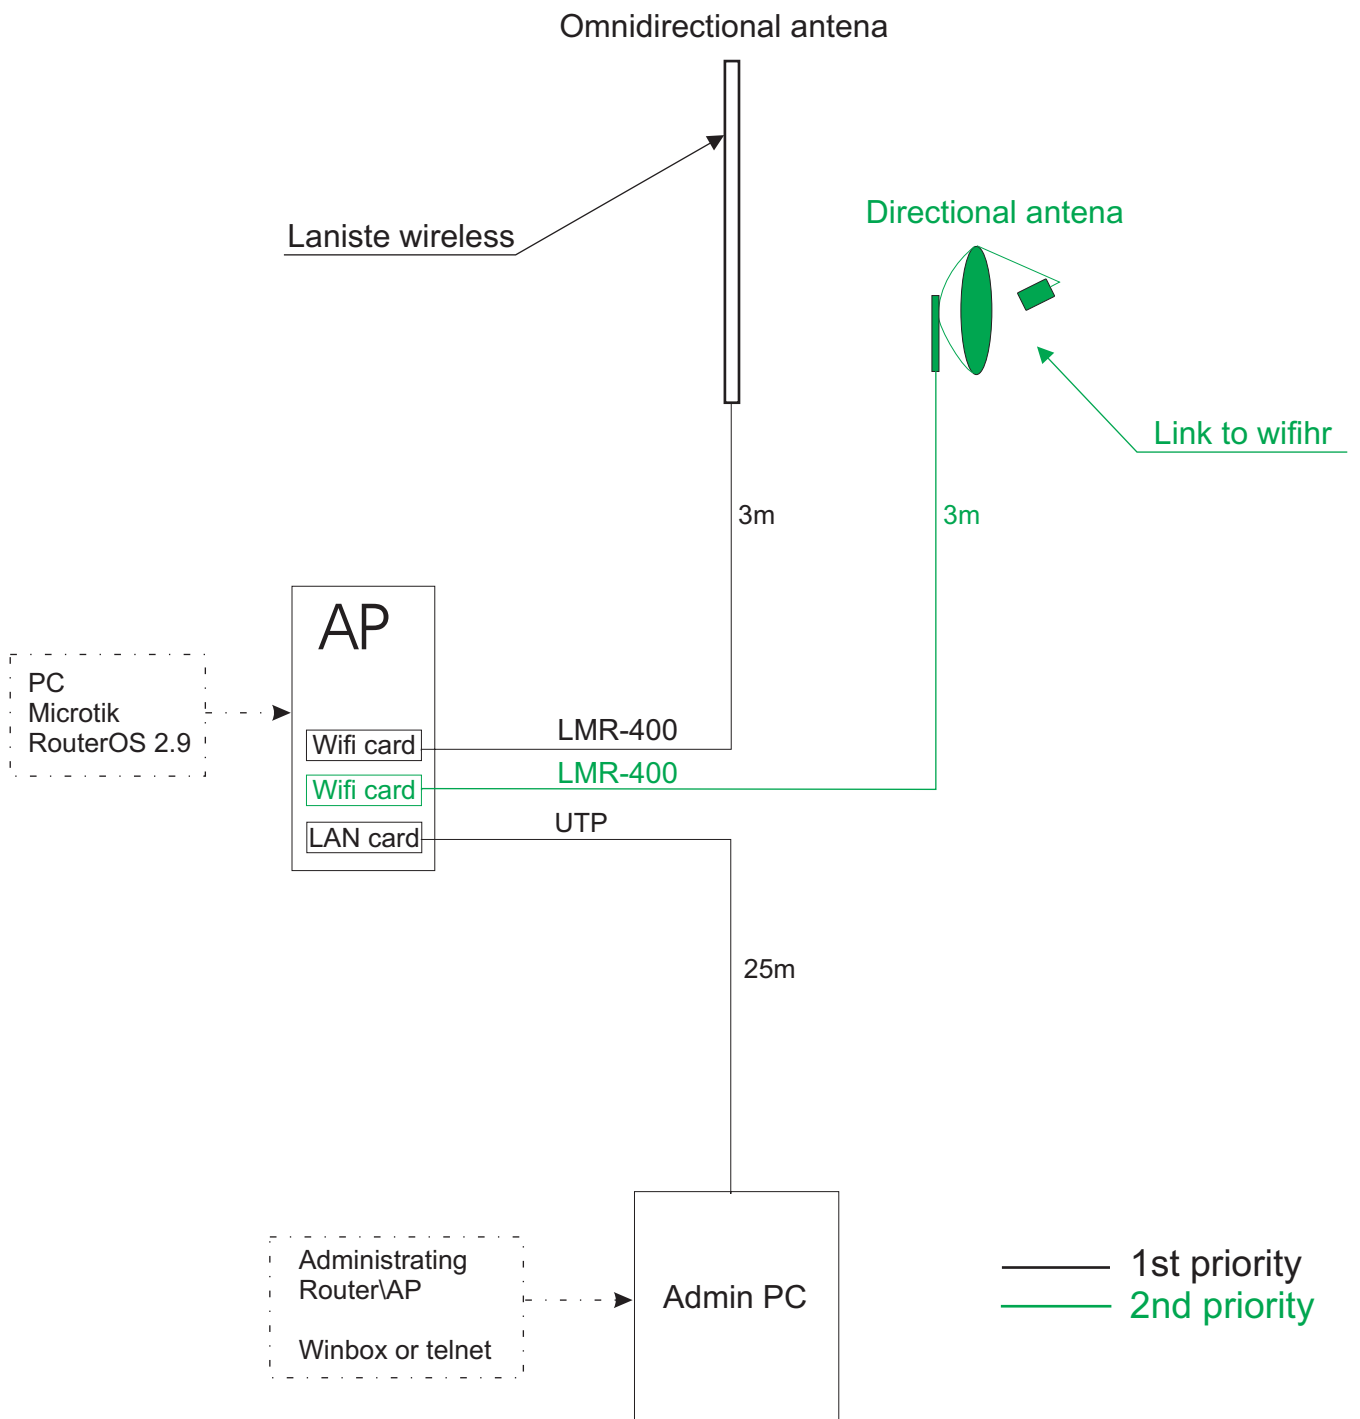 Omnidirectional antena
Directional antena
Laniste wireless
Link to wifihr
3m
3m
AP
PC
Microtik
RouterOS 2.9
Wifi card
LMR-400
Wifi card
LMR-400
LAN card
UTP
25m
Administrating
Router\AP
Winbox or telnet
Admin PC
1st priority
2nd priority